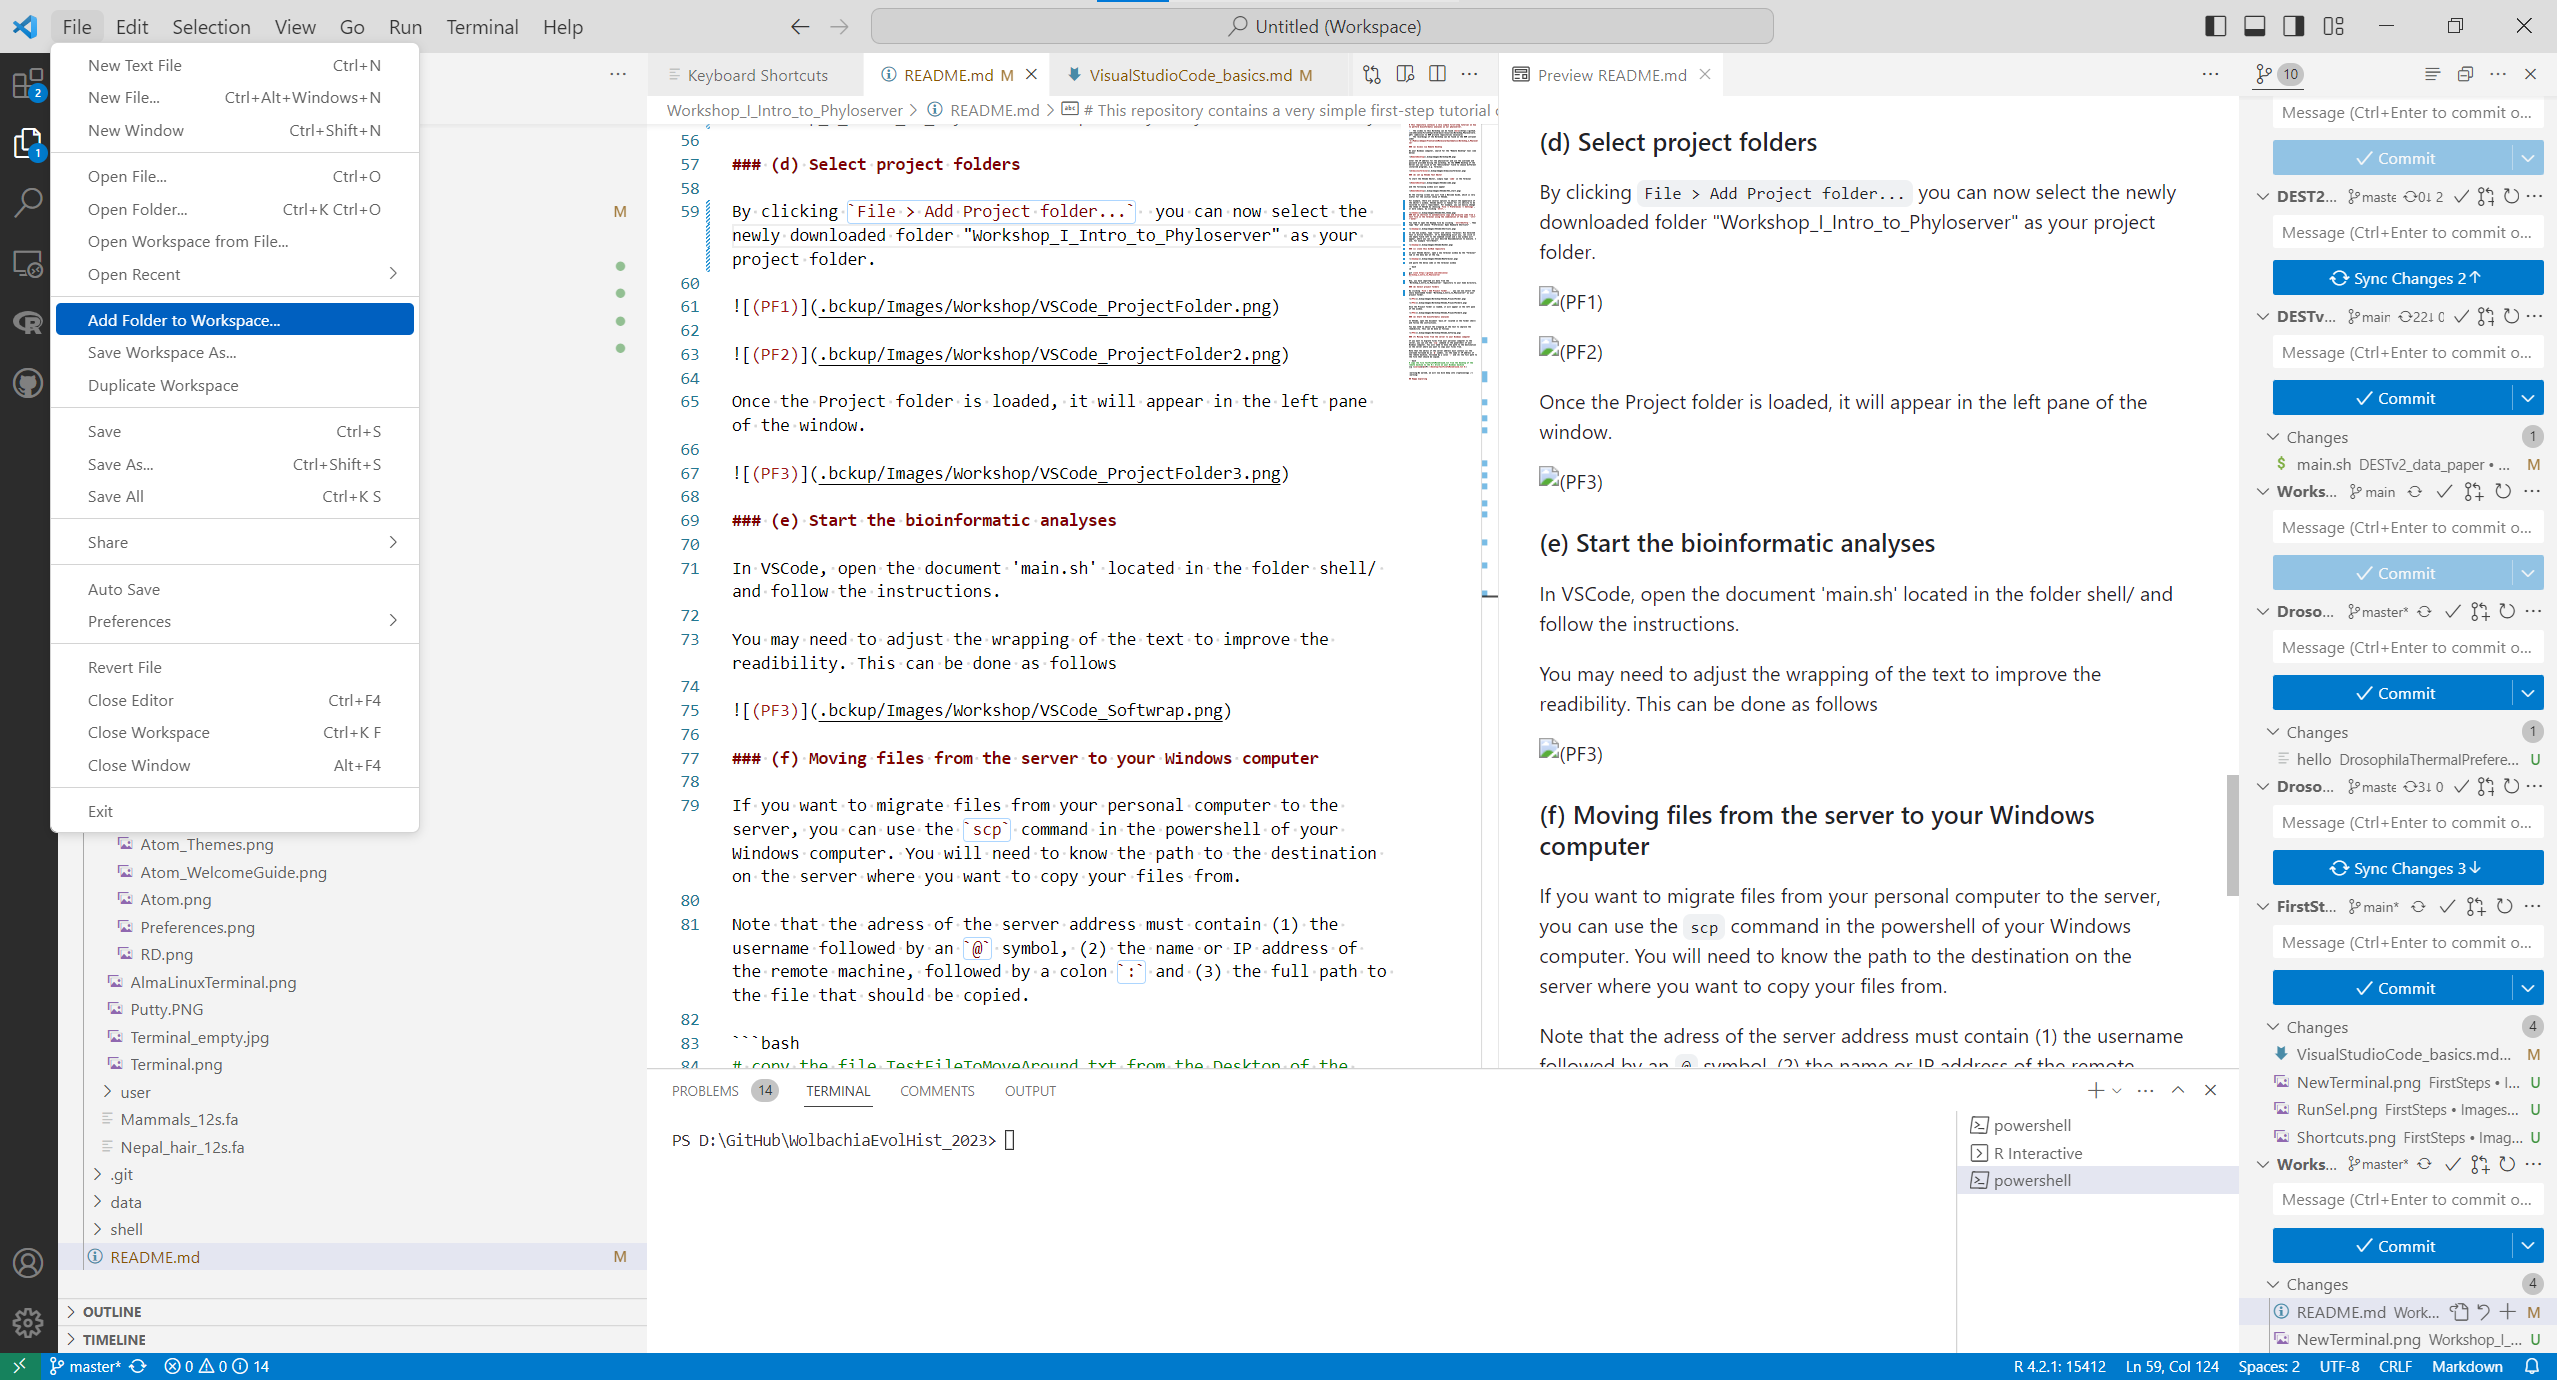 File Edit Selection View Go Run Terminal Help
Untitled (Workspace)
New Text File Ctrl+N
New File... Ctrl+Alt+Windows+N
New Window Ctrl+Shift+N
Open File... Ctrl+O
Open Folder... Ctrl+K Ctrl+O
Open Workspace from File...
Open Recent
Add Folder to Workspace...
Save Workspace As...
Duplicate Workspace
Save Ctrl+S
Save As... Ctrl+Shift+S
Save All Ctrl+K S
Share
Auto Save
Preferences
Revert File
Close Editor Ctrl+F4
Close Workspace Ctrl+K F
Close Window Alt+F4
Exit
2
1
M
Atom_Themes.png
Atom_WelcomeGuide.png
Atom.png
Preferences.png
RD.png
AlmaLinuxTerminal.png
Putty.PNG
Terminal_empty.jpg
Terminal.png
user
Mammals_12s.fa
Nepal_hair_12s.fa
.git
data
shell
README.md M
OUTLINE
TIMELINE
Keyboard Shortcuts README.md M VisualStudioCode_basics.md M
Workshop_I_Intro_to_Phyloserver > README.md > # This repository contains a very simple first-step tutorial
56
57 ### (d) Select project folders
58
59 By clicking `File > Add Project folder...` you can now select the
newly downloaded folder "Workshop_I_Intro_to_Phyloserver" as your
project folder.
60
61 ![(PF1)](.bckup/Images/Workshop/VSCode_ProjectFolder.png)
62
63 ![(PF2)](.bckup/Images/Workshop/VSCode_ProjectFolder2.png)
64
65 Once the Project folder is loaded, it will appear in the left pane
of the window.
66
67 ![(PF3)](.bckup/Images/Workshop/VSCode_ProjectFolder3.png)
68
69 ### (e) Start the bioinformatic analyses
70
71 In VSCode, open the document 'main.sh' located in the folder shell/
and follow the instructions.
72
73 You may need to adjust the wrapping of the text to improve the
readibility. This can be done as follows
74
75 ![(PF3)](.bckup/Images/Workshop/VSCode_Softwrap.png)
76
77 ### (f) Moving files from the server to your Windows computer
78
79 If you want to migrate files from your personal computer to the
server, you can use the `scp` command in the powershell of your
Windows computer. You will need to know the path to the destination
on the server where you want to copy your files from.
80
81 Note that the adress of the server address must contain (1) the
username followed by an `@` symbol, (2) the name or IP address of
the remote machine, followed by a colon `:` and (3) the full path to
the file that should be copied.
82
83 ```bash
84 # copy the file TestFileToMoveAround.txt from the Desktop of the
Preview README.md
(d) Select project folders
By clicking File > Add Project folder... you can now select the newly
downloaded folder "Workshop_I_Intro_to_Phyloserver" as your project
folder.
(PF1)
(PF2)
Once the Project folder is loaded, it will appear in the left pane of the
window.
(PF3)
(e) Start the bioinformatic analyses
In VSCode, open the document 'main.sh' located in the folder shell/ and
follow the instructions.
You may need to adjust the wrapping of the text to improve the
readibility. This can be done as follows
(PF3)
(f) Moving files from the server to your Windows
computer
If you want to migrate files from your personal computer to the server,
you can use the scp command in the powershell of your Windows
computer. You will need to know the path to the destination on the
server where you want to copy your files from.
Note that the adress of the server address must contain (1) the username
followed by an @ symbol, (2) the name or IP address of the remote
PROBLEMS 14 TERMINAL COMMENTS OUTPUT
PS D:\GitHub\WolbachiaEvolHist_2023>
powershell
R Interactive
powershell
10
Message (Ctrl+Enter to commit o...
Commit
DEST2... master 0↓ 2
Message (Ctrl+Enter to commit o...
Sync Changes 2↑
DESTv... main 22↓ 0
Message (Ctrl+Enter to commit o...
Commit
Changes 1
main.sh DESTv2_data_paper • ... M
Works... main
Message (Ctrl+Enter to commit o...
Commit
Droso... master*
Message (Ctrl+Enter to commit o...
Commit
Changes 1
hello DrosophilaThermalPrefere... U
Droso... maste 3↓ 0
Message (Ctrl+Enter to commit o...
Sync Changes 3↓
FirstSt... main*
Message (Ctrl+Enter to commit o...
Commit
Changes 4
VisualStudioCode_basics.md... M
NewTerminal.png FirstSteps • I... U
RunSel.png FirstSteps • Images... U
Shortcuts.png FirstSteps • Imag... U
Works... master*
Message (Ctrl+Enter to commit o...
Commit
Changes 4
README.md Work... M
NewTerminal.png Workshop_I_... U
master* 0 0 14
R 4.2.1: 15412 Ln 59, Col 124 Spaces: 2 UTF-8 CRLF Markdown